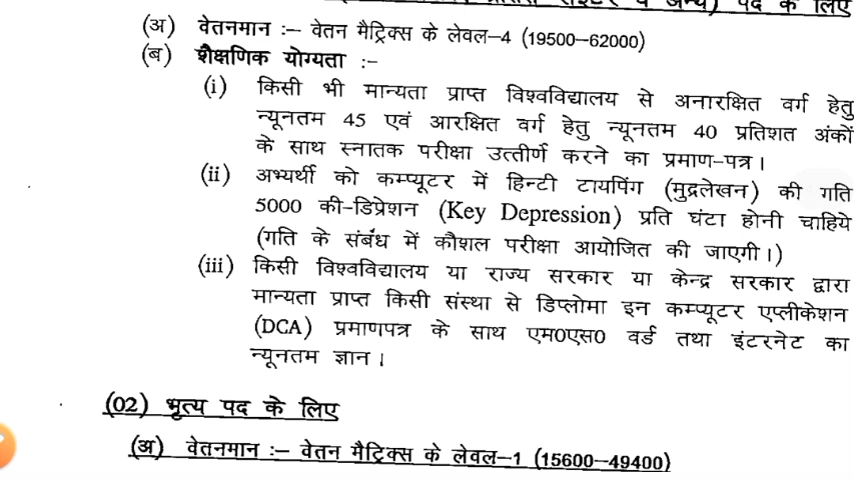 व अन्य) पद के लिए
(अ) वेतनमान :– वेतन मैट्रिक्स के लेवल–4 (19500–62000)
(ब) शैक्षणिक योग्यता :–
(i) किसी भी मान्यता प्राप्त विश्वविद्यालय से अनारक्षित वर्ग हेतु
न्यूनतम 45 एवं आरक्षित वर्ग हेतु न्यूनतम 40 प्रतिशत अंकों
के साथ स्नातक परीक्षा उत्तीर्ण करने का प्रमाण–पत्र।
(ii) अभ्यर्थी को कम्प्यूटर में हिन्टी टायपिंग (मुद्रलेखन) की गति
5000 की-डिप्रेशन (Key Depression) प्रति घंटा होनी चाहिये
(गति के संबंध में कौशल परीक्षा आयोजित की जाएगी।)
(iii) किसी विश्वविद्यालय या राज्य सरकार या केन्द्र सरकार द्वारा
मान्यता प्राप्त किसी संस्था से डिप्लोमा इन कम्प्यूटर एप्लीकेशन
(DCA) प्रमाणपत्र के साथ एम0एस0 वर्ड तथा इंटरनेट का
न्यूनतम ज्ञान।
(02) भृत्य पद के लिए
(अ) वेतनमान :– वेतन मैट्रिक्स के लेवल–1 (15600–49400)